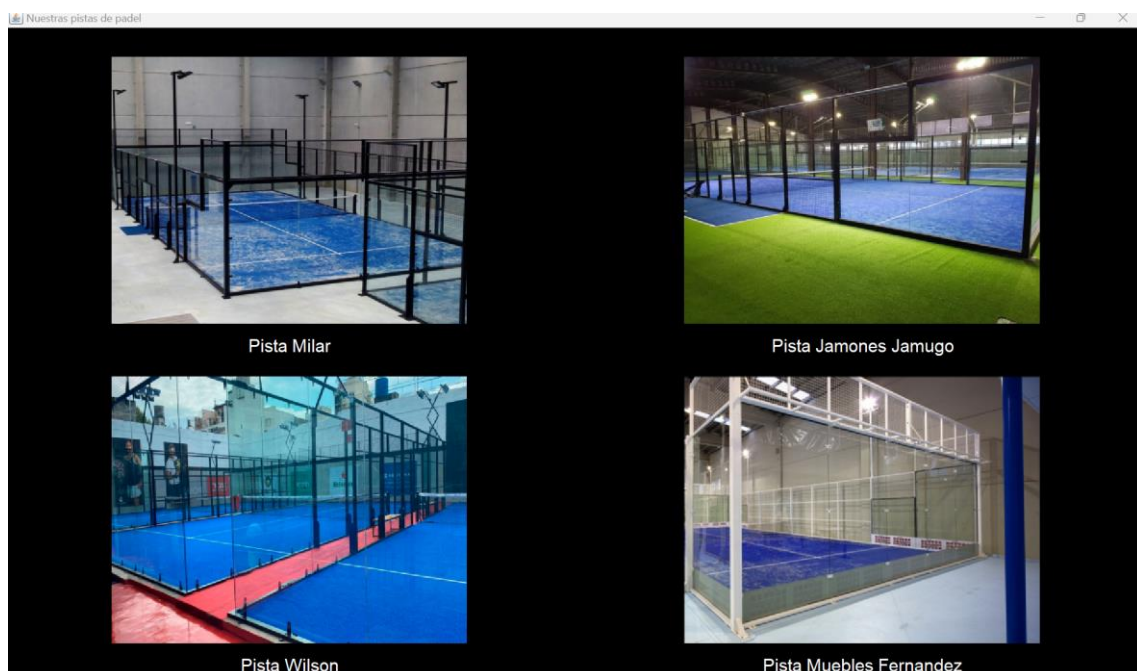 Nuestras pistas de padel
Pista Milar
Pista Jamones Jamugo
Pista Wilson
Pista Muebles Fernandez